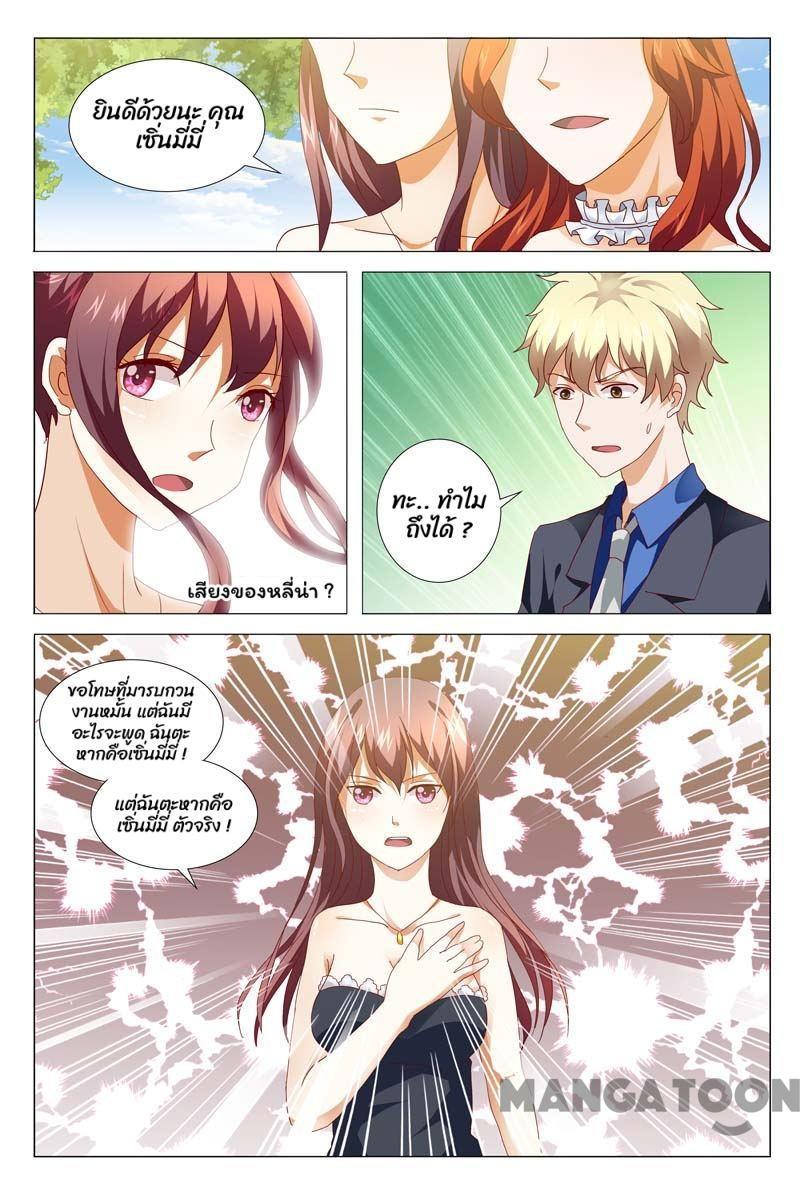 ยินดีด้วยนะ คุณ
เซิ่นมี่มี่
เสียงของหลี่น่า ?
ทะ.. ทำไม
ถึงได้ ?
ขอโทษที่มารบกวน
งานหมั้น แต่ฉันมี
อะไรจะพูด ฉันตะ
หากคือเซิ่นมี่มี่ !
แต่ฉันตะหากคือ
เซิ่นมี่มี่ ตัวจริง !
MANGATOON